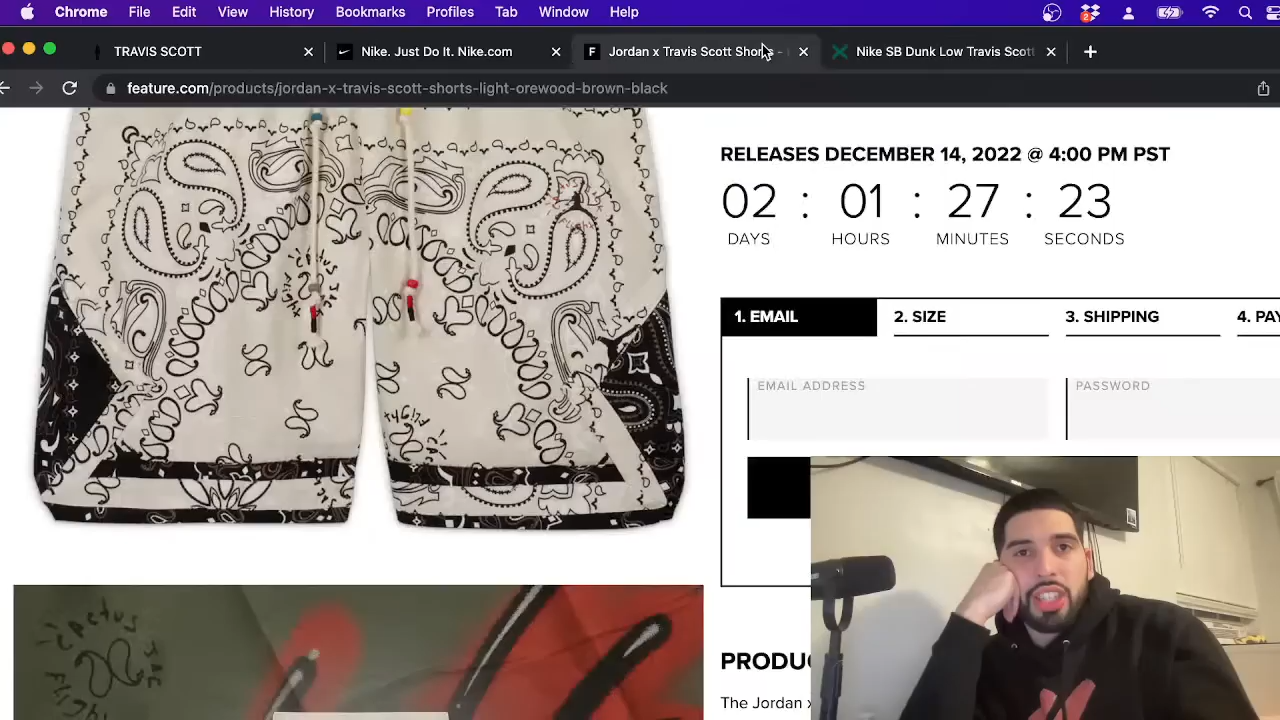 Chrome File Edit View History Bookmarks Profiles Tab Window Help
2
TRAVIS SCOTT
Nike. Just Do It. Nike.com
F Jordan x Travis Scott Shorts -
Nike SB Dunk Low Travis Scott
feature.com/products/jordan-x-travis-scott-shorts-light-orewood-brown-black
RELEASES DECEMBER 14, 2022 @ 4:00 PM PST
02 : 01 : 27 : 23
DAYS HOURS MINUTES SECONDS
1. EMAIL 2. SIZE 3. SHIPPING 4. PA
EMAIL ADDRESS PASSWORD
PRODU
The Jordan x